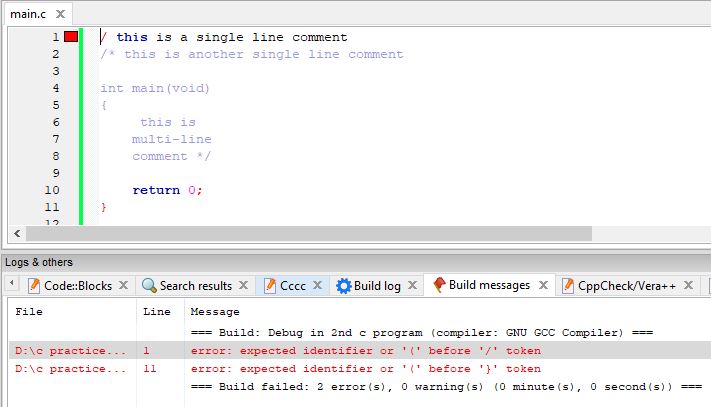 main.c X
1 / this is a single line comment
2 /* this is another single line comment
3
4 int main(void)
5 {
6 this is
7 multi-line
8 comment */
9
10 return 0;
11 }
12
Logs & others
Code::Blocks X Search results X Cccc X Build log X Build messages X CppCheck/Vera++ X
File Line Message
=== Build: Debug in 2nd c program (compiler: GNU GCC Compiler) ===
D:\c practice... 1 error: expected identifier or '(' before '/' token
D:\c practice... 11 error: expected identifier or '(' before '}' token
=== Build failed: 2 error(s), 0 warning(s) (0 minute(s), 0 second(s)) ===